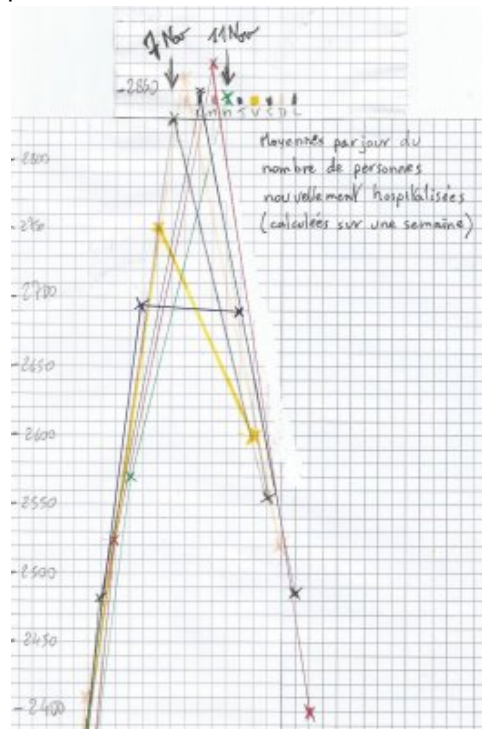 7 Nov 11 Nov
- 2850
L M M J V S D L
Moyennes par jour du
nombre de personnes
nouvellement hospitalisées
(calculées sur une semaine)
- 2800
- 2750
- 2700
- 2650
- 2600
- 2550
- 2500
- 2450
- 2400